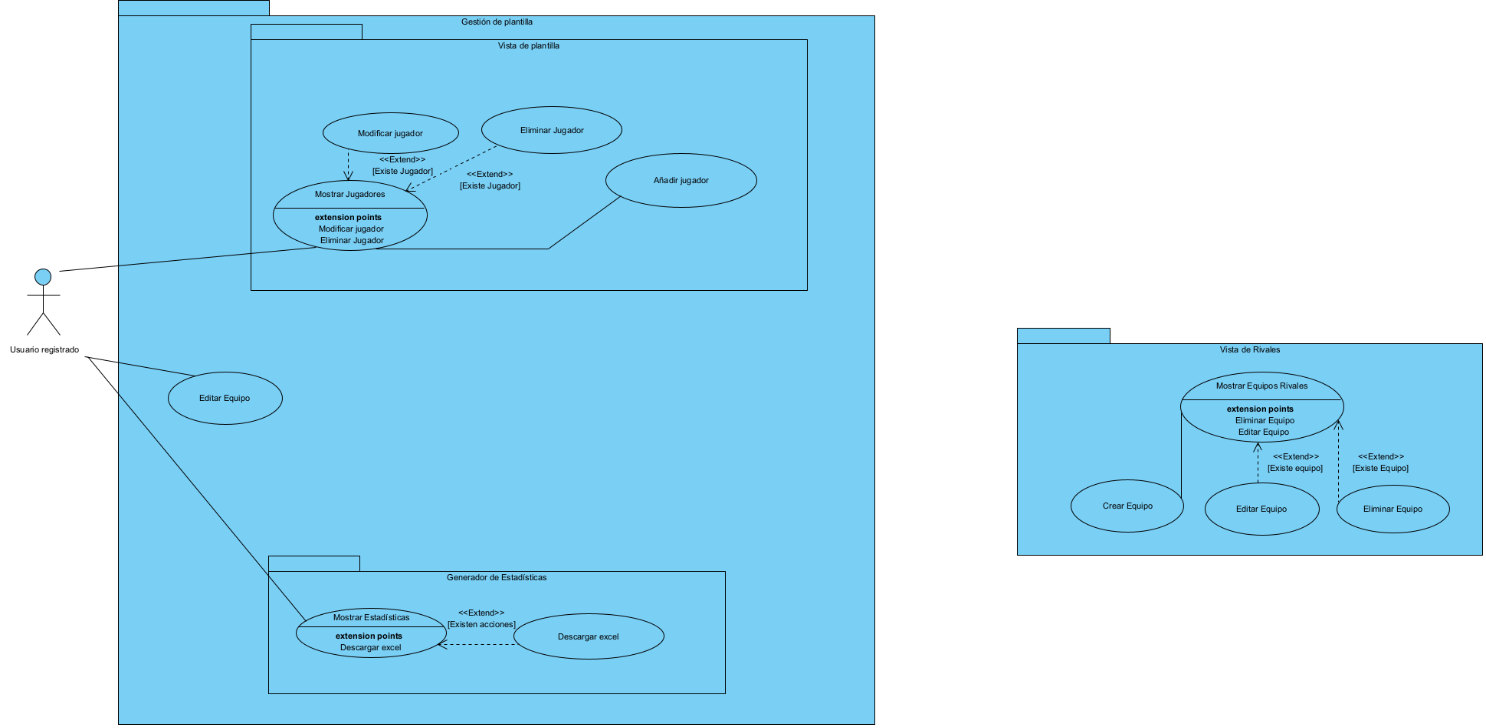 Gestión de plantilla
Vista de plantilla
Modificar jugador
Eliminar Jugador
<<Extend>>
[Existe Jugador]
<<Extend>>
[Existe Jugador]
Añadir jugador
Mostrar Jugadores
extension points
Modificar jugador
Eliminar Jugador
Usuario registrado
Editar Equipo
Generador de Estadísticas
Mostrar Estadísticas
extension points
Descargar excel
<<Extend>>
[Existen acciones]
Descargar excel
Vista de Rivales
Mostrar Equipos Rivales
extension points
Eliminar Equipo
Editar Equipo
<<Extend>>
[Existe equipo]
<<Extend>>
[Existe Equipo]
Crear Equipo
Editar Equipo
Eliminar Equipo